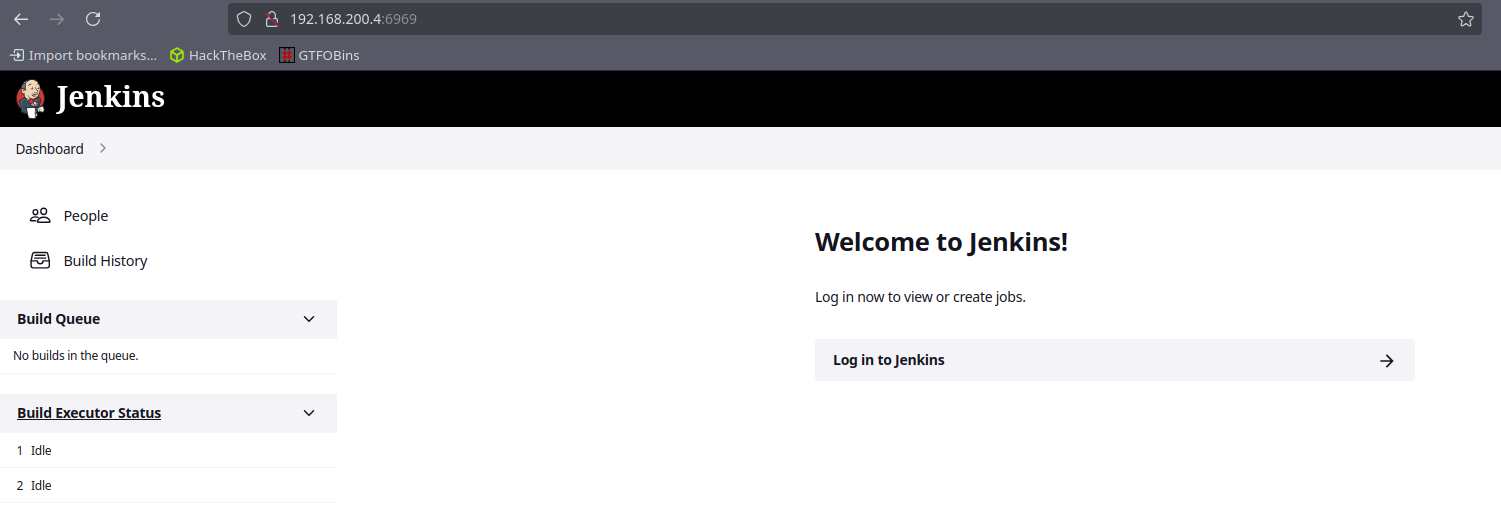 192.168.200.4:6969
Import bookmarks... HackTheBox GTFOBins
Jenkins
Dashboard
People
Build History
Build Queue
No builds in the queue.
Build Executor Status
1 Idle
2 Idle
Welcome to Jenkins!
Log in now to view or create jobs.
Log in to Jenkins